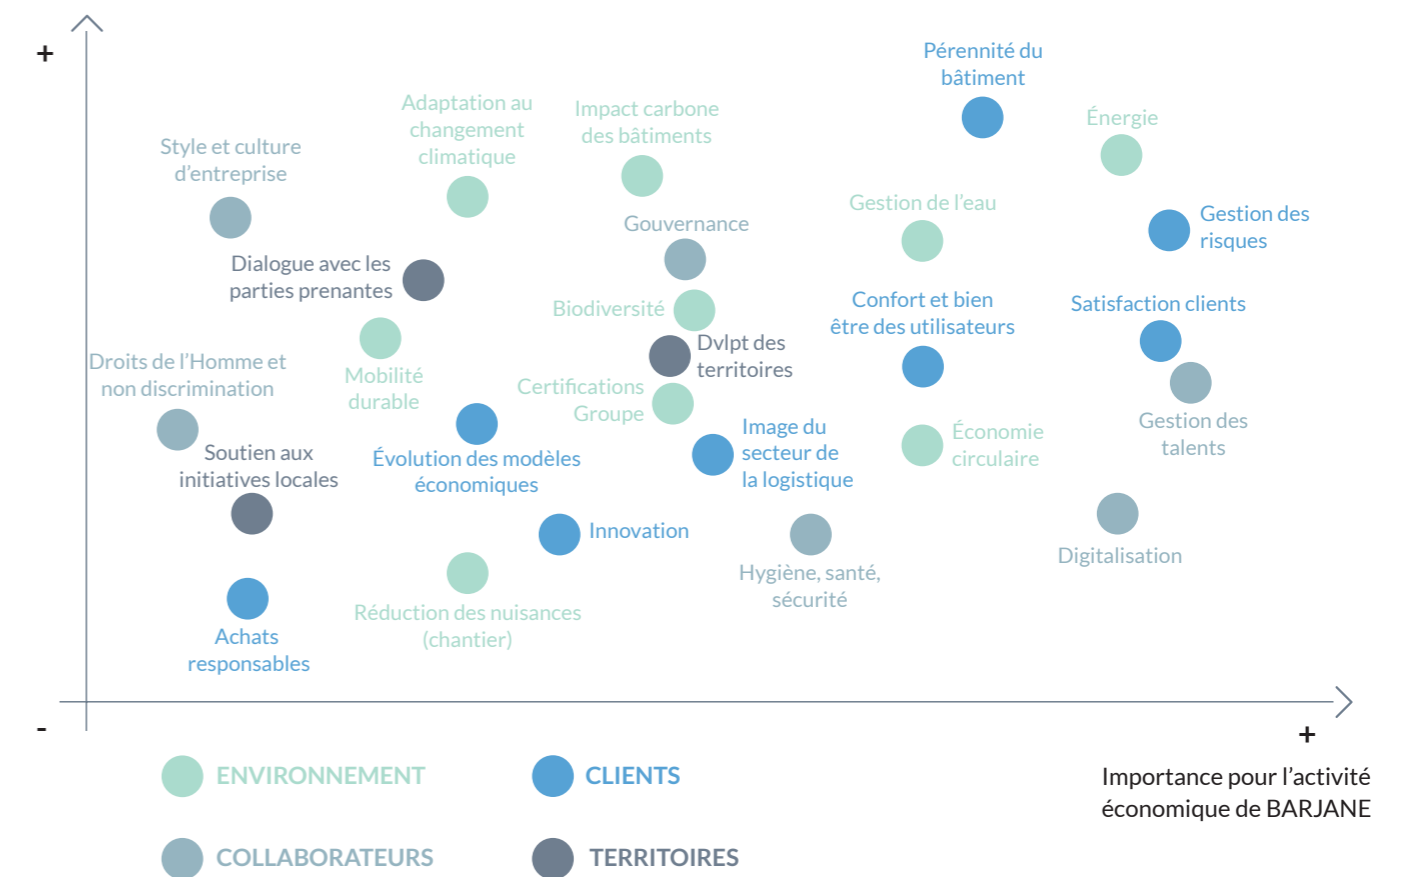 +
Pérennité du
bâtiment
Adaptation au
changement
climatique
Impact carbone
des bâtiments
Énergie
Style et culture
d’entreprise
Gestion de l’eau
Gestion des
risques
Gouvernance
Dialogue avec les
parties prenantes
Biodiversité
Confort et bien
être des utilisateurs
Satisfaction clients
Dvlpt des
territoires
Droits de l’Homme et
non discrimination
Mobilité
durable
Certifications
Groupe
Gestion des
talents
Image du
secteur de
la logistique
Économie
circulaire
Soutien aux
initiatives locales
Évolution des modèles
économiques
Innovation
Digitalisation
Hygiène, santé,
sécurité
Réduction des nuisances
(chantier)
Achats
responsables
-
+
Importance pour l’activité
économique de BARJANE
ENVIRONNEMENT
CLIENTS
COLLABORATEURS
TERRITOIRES